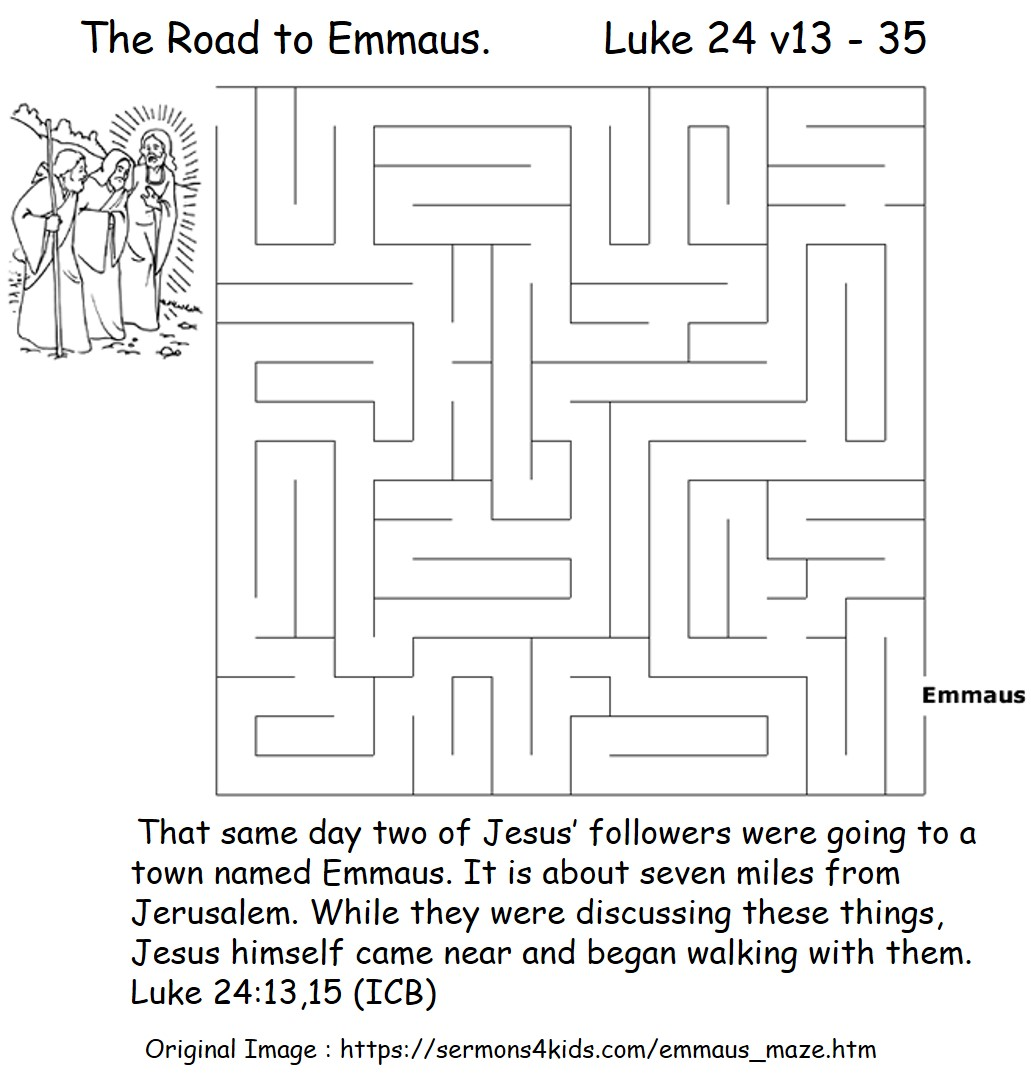 The Road to Emmaus. Luke 24 v13 - 35
Emmaus
That same day two of Jesus’ followers were going to a
town named Emmaus. It is about seven miles from
Jerusalem. While they were discussing these things,
Jesus himself came near and began walking with them.
Luke 24:13,15 (ICB)
Original Image : https://sermons4kids.com/emmaus_maze.htm